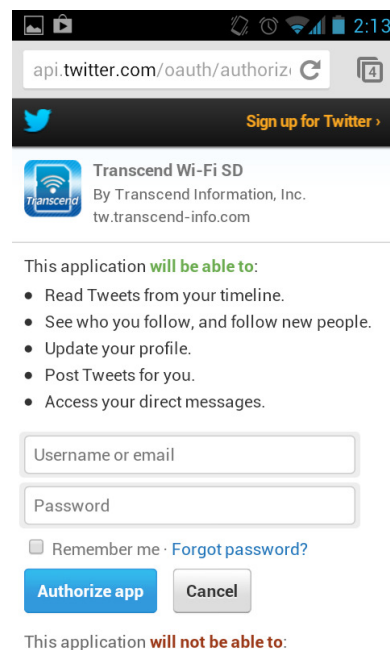 2:13
api.twitter.com/oauth/authoriz
4
Sign up for Twitter ›
Transcend
Transcend Wi-Fi SD
By Transcend Information, Inc.
tw.transcend-info.com
This application will be able to:
• Read Tweets from your timeline.
• See who you follow, and follow new people.
• Update your profile.
• Post Tweets for you.
• Access your direct messages.
Username or email
Password
Remember me · Forgot password?
Authorize app
Cancel
This application will not be able to: